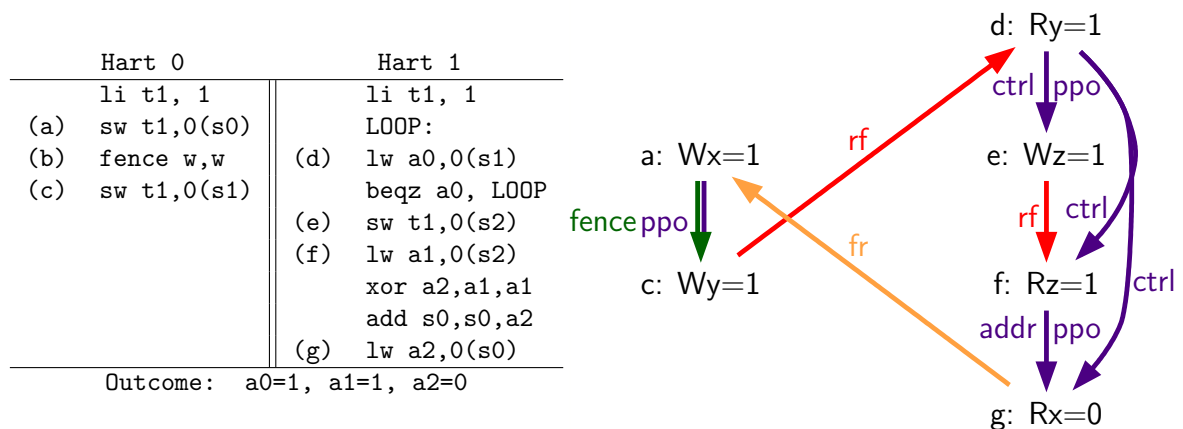 Hart 0 Hart 1
li t1, 1 li t1, 1
(a) sw t1,0(s0) LOOP:
(b) fence w,w (d) lw a0,0(s1)
(c) sw t1,0(s1) beqz a0, LOOP
(e) sw t1,0(s2)
(f) lw a1,0(s2)
xor a2,a1,a1
add s0,s0,a2
(g) lw a2,0(s0)
Outcome: a0=1, a1=1, a2=0
d: Ry=1
ctrl ppo
rf
a: Wx=1 e: Wz=1
fence ppo fr rf ctrl
c: Wy=1 f: Rz=1
addr ppo ctrl
g: Rx=0